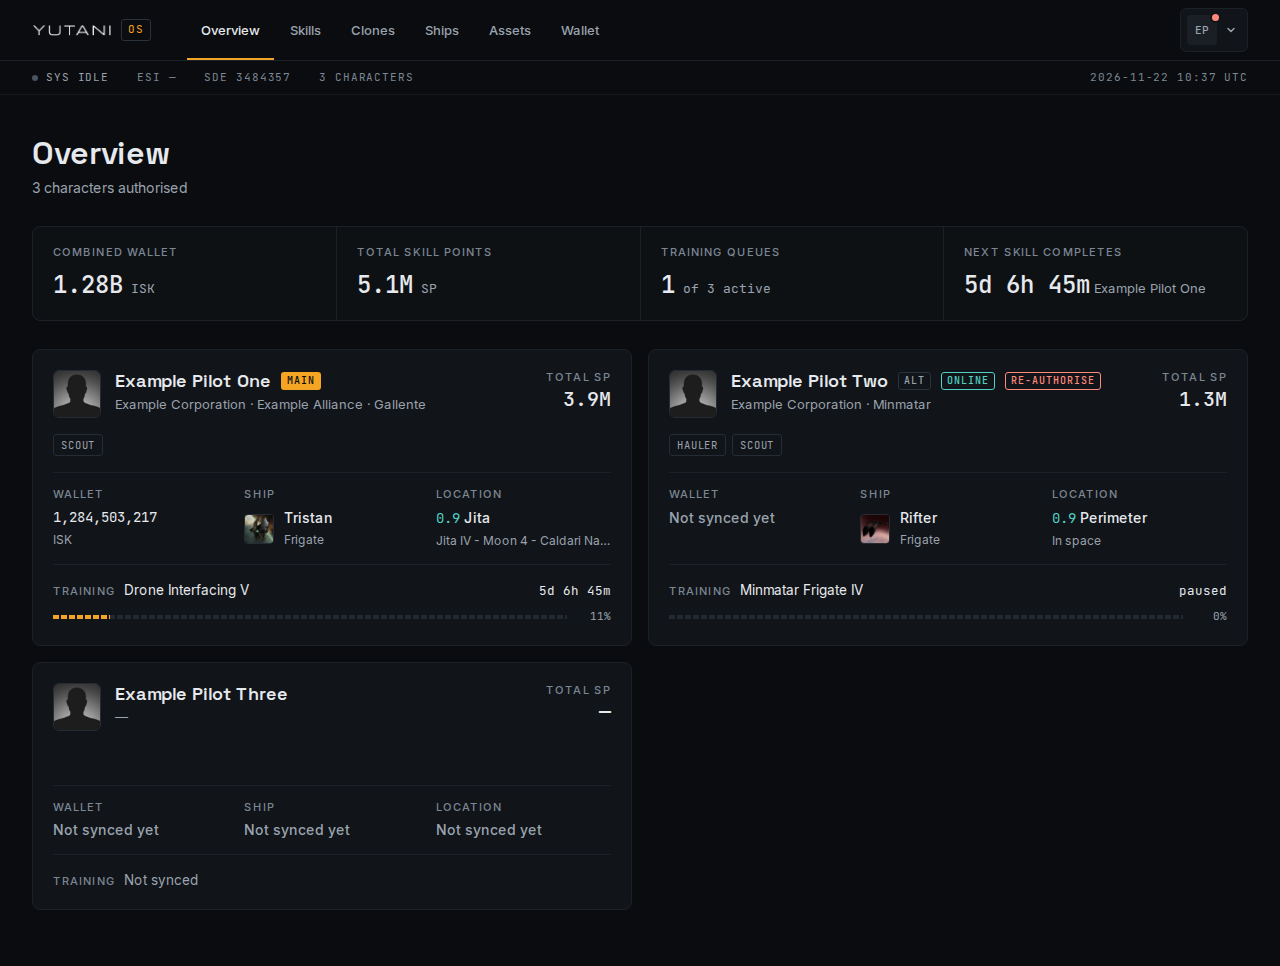 YUTANI OS Overview Skills Clones Ships Assets Wallet EP
SYS IDLE ESI — SDE 3484357 3 CHARACTERS 2026-11-22 10:37 UTC
Overview
3 characters authorised
COMBINED WALLET TOTAL SKILL POINTS TRAINING QUEUES NEXT SKILL COMPLETES
1.28B ISK 5.1M SP 1 of 3 active 5d 6h 45m Example Pilot One
Example Pilot One MAIN TOTAL SP
Example Corporation · Example Alliance · Gallente 3.9M
SCOUT
WALLET SHIP LOCATION
1,284,503,217 Tristan 0.9 Jita
ISK Frigate Jita IV - Moon 4 - Caldari Na...
TRAINING Drone Interfacing V 5d 6h 45m
11%
Example Pilot Two ALT ONLINE RE-AUTHORISE TOTAL SP
Example Corporation · Minmatar 1.3M
HAULER SCOUT
WALLET SHIP LOCATION
Not synced yet Rifter 0.9 Perimeter
Frigate In space
TRAINING Minmatar Frigate IV paused
0%
Example Pilot Three TOTAL SP
— —
WALLET SHIP LOCATION
Not synced yet Not synced yet Not synced yet
TRAINING Not synced